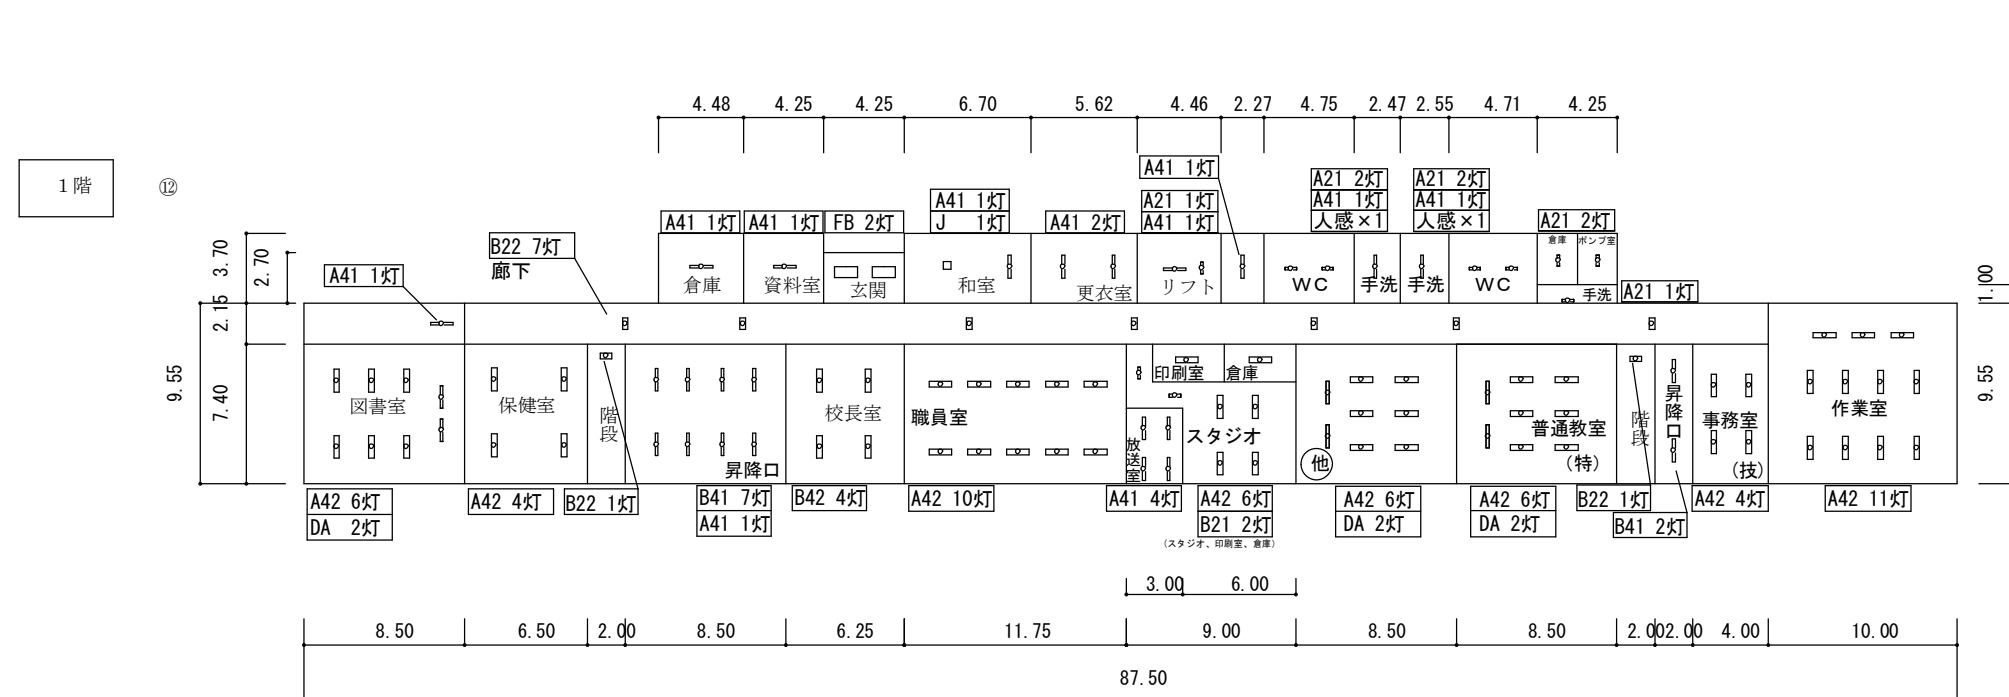 4.48 4.25 4.25 6.70 5.62 4.46 2.27 4.75 2.47 2.55 4.71 4.25
1階
⑫
A41 1灯
A21 1灯
A41 1灯
A21 2灯
A41 1灯
人感×1
A21 2灯
A41 1灯
人感×1
A41 1灯
A41 1灯
FB 2灯
A41 1灯
J 1灯
A41 2灯
A21 2灯
3.70
2.70
2.15
9.55
7.40
B22 7灯
廊下
A41 1灯
倉庫
資料室
玄関
和室
更衣室
リフト
WC
手洗
手洗
WC
倉庫
ポンプ室
手洗
A21 1灯
1.00
9.55
図書室
保健室
階段
昇降口
校長室
職員室
印刷室
倉庫
放送室
スタジオ
他
普通教室
(特)
階段
昇降口
事務室
(技)
作業室
A42 6灯
DA 2灯
A42 4灯
B22 1灯
B41 7灯
A41 1灯
B42 4灯
A42 10灯
A41 4灯
A42 6灯
B21 2灯
(スタジオ、印刷室、倉庫)
A42 6灯
DA 2灯
A42 6灯
DA 2灯
B22 1灯
B41 2灯
A42 4灯
A42 11灯
3.00 6.00
8.50 6.50 2.00 8.50 6.25 11.75 9.00 8.50 8.50 2.00 2.00 4.00 10.00
87.50